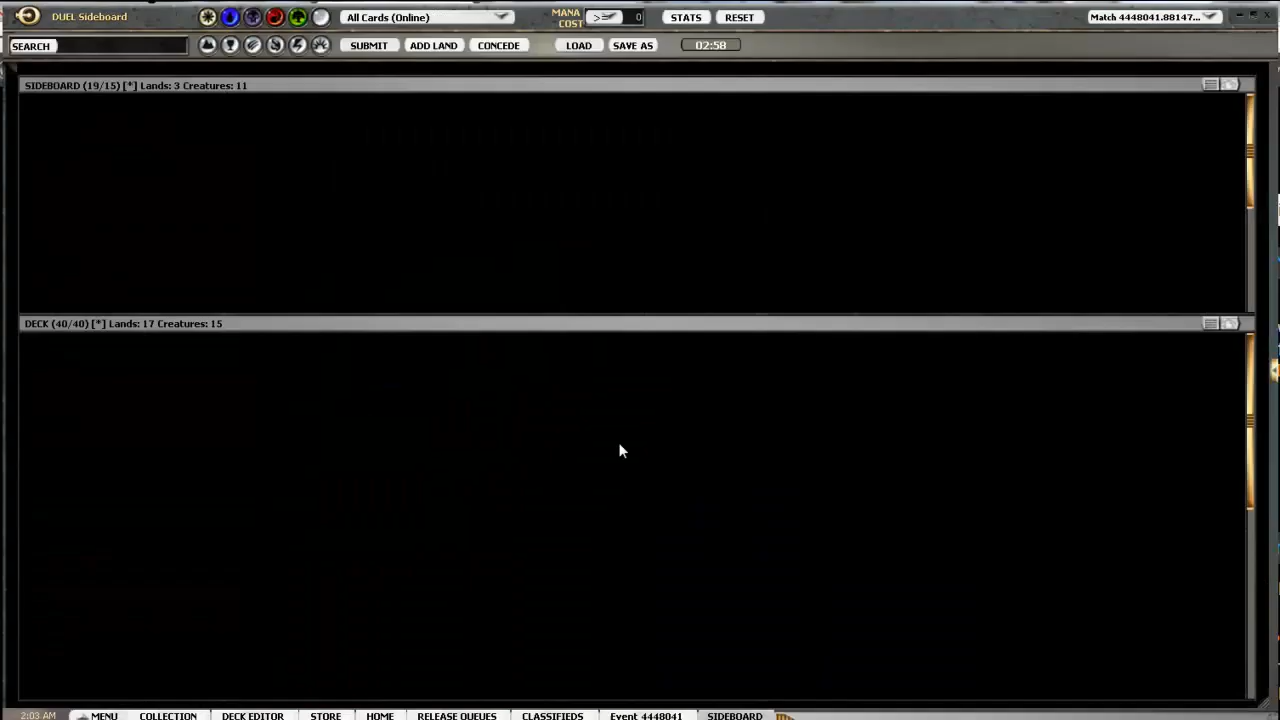 DUEL Sideboard
All Cards (Online)
MANA COST
>=
0
STATS
RESET
Match 4448041.88147...
SEARCH
SUBMIT
ADD LAND
CONCEDE
LOAD
SAVE AS
02:58
SIDEBOARD (19/15) [*] Lands: 3 Creatures: 11
DECK (40/40) [*] Lands: 17 Creatures: 15
2:03 AM
MENU
COLLECTION
DECK EDITOR
STORE
HOME
RELEASE QUEUES
CLASSIFIEDS
Event 4448041
SIDEBOARD